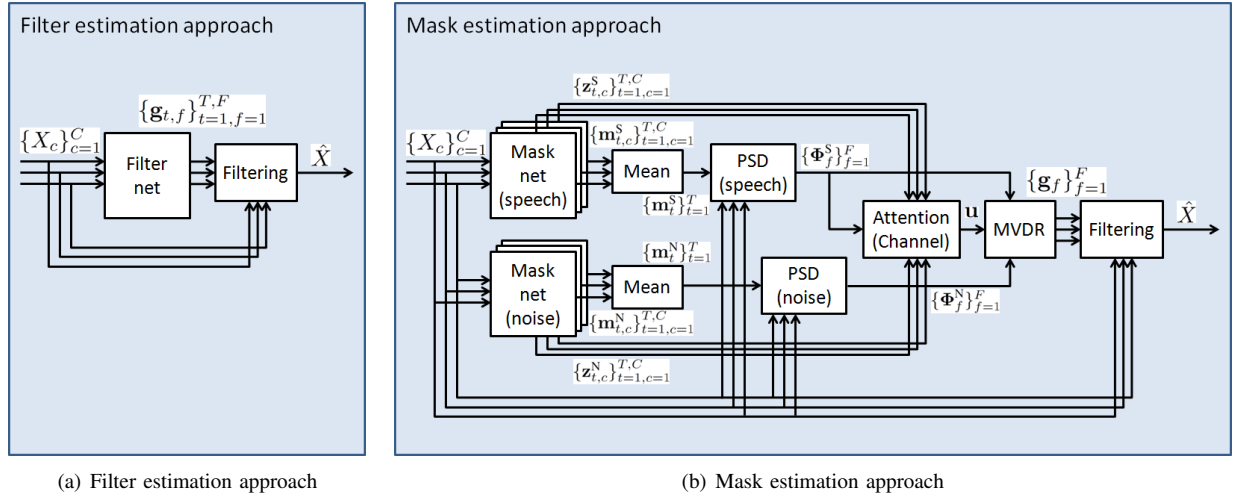 Filter estimation approach
{X_c}_{c=1}^{C}
{𝐠_{t,f}}_{t=1,f=1}^{T,F}
Filter
net
Filtering
X̂
(a) Filter estimation approach
Mask estimation approach
{X_c}_{c=1}^{C}
{𝐳_{t,c}^{S}}_{t=1,c=1}^{T,C}
Mask
net
(speech)
{𝐦_{t,c}^{S}}_{t=1,c=1}^{T,C}
Mean
{𝐦_t^{S}}_{t=1}^{T}
PSD
(speech)
{𝚽_f^{S}}_{f=1}^{F}
Attention
(Channel)
𝐮
MVDR
{𝐠_f}_{f=1}^{F}
Filtering
X̂
Mask
net
(noise)
{𝐦_{t,c}^{N}}_{t=1,c=1}^{T,C}
Mean
{𝐦_t^{N}}_{t=1}^{T}
PSD
(noise)
{𝚽_f^{N}}_{f=1}^{F}
{𝐳_{t,c}^{N}}_{t=1,c=1}^{T,C}
(b) Mask estimation approach